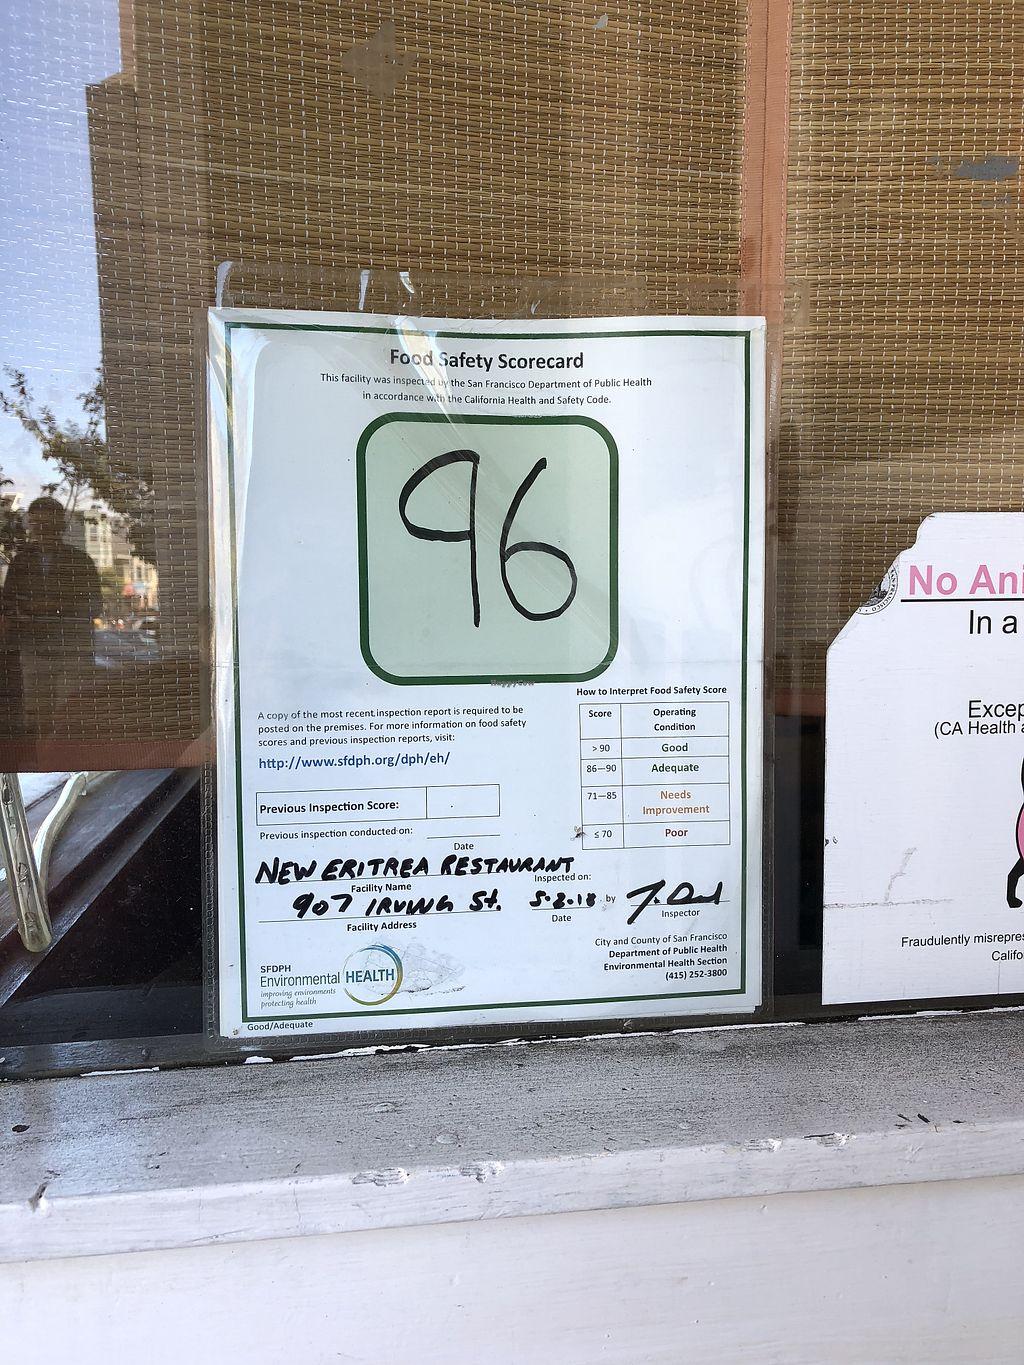 Food Safety Scorecard
This facility was inspected by the San Francisco Department of Public Health
in accordance with the California Health and Safety Code.
96
HappyCow
A copy of the most recent inspection report is required to be
posted on the premises. For more information on food safety
scores and previous inspection reports, visit:
http://www.sfdph.org/dph/eh/
How to Interpret Food Safety Score
Score Operating Condition
> 90 Good
86—90 Adequate
71—85 Needs Improvement
≤ 70 Poor
Previous Inspection Score:
Previous inspection conducted on:
Date
NEW ERITREA RESTAURANT
Facility Name
Inspected on:
907 IRVING St. 5-2-18 by
Facility Address
Date
Inspector
City and County of San Francisco
Department of Public Health
Environmental Health Section
(415) 252-3800
SFDPH
Environmental HEALTH
improving environments
protecting health
Good/Adequate
No Ani
In a
Excep
(CA Health a
Fraudulently misrepres
Califo